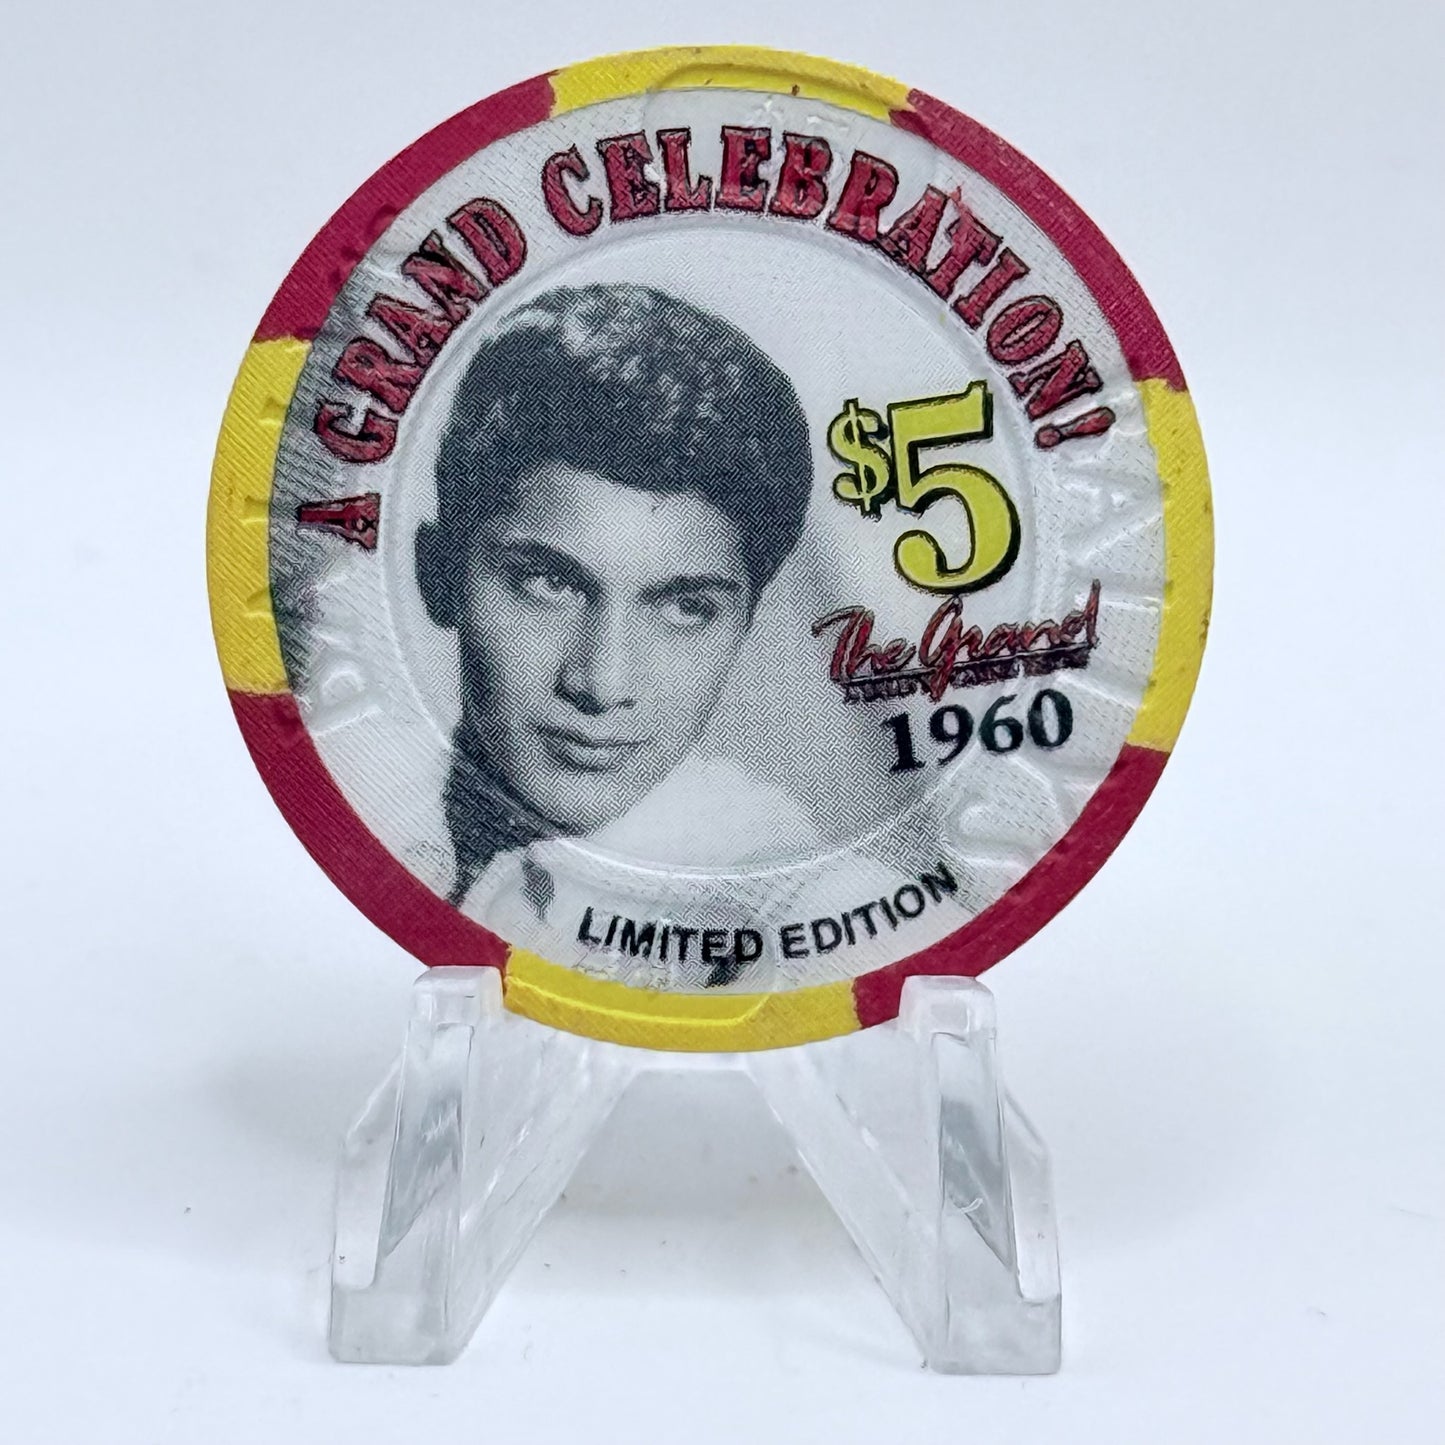 A GRAND CELEBRATION!
$5
The Grand
1960
LIMITED EDITION